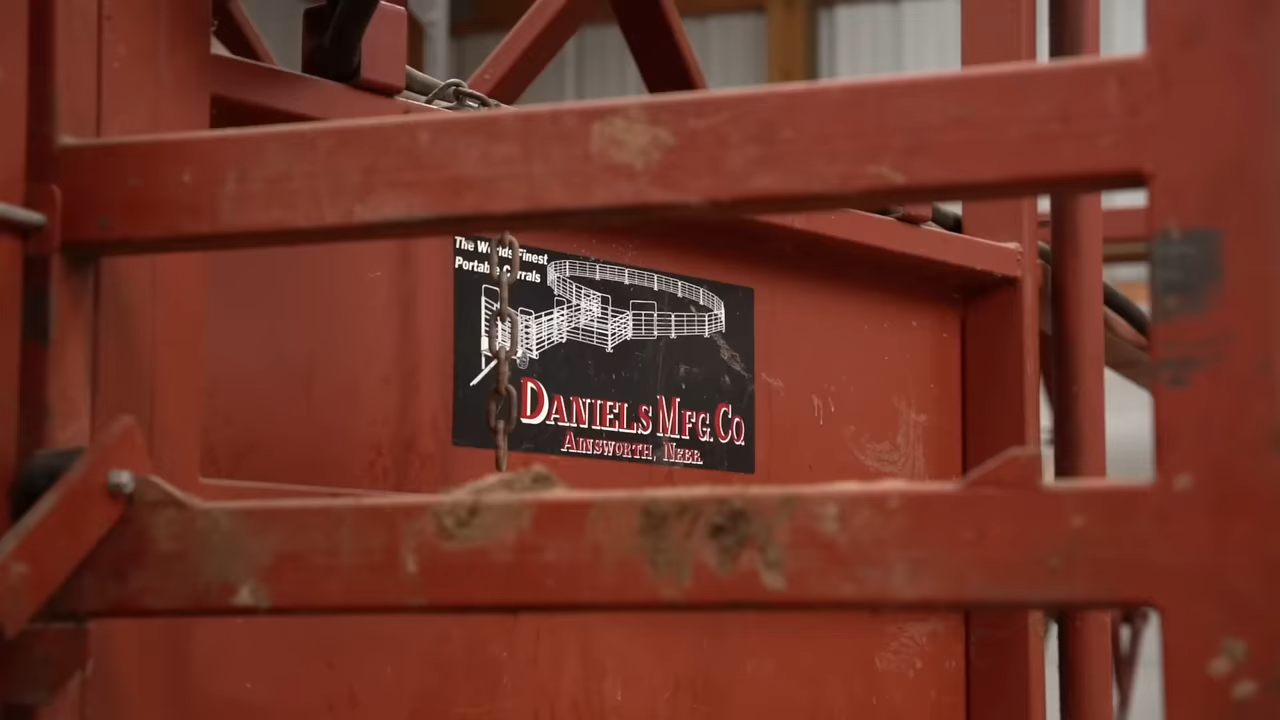 The Worlds Finest
Portable Corrals
DANIELS MFG. CO
AINSWORTH, NEBR.